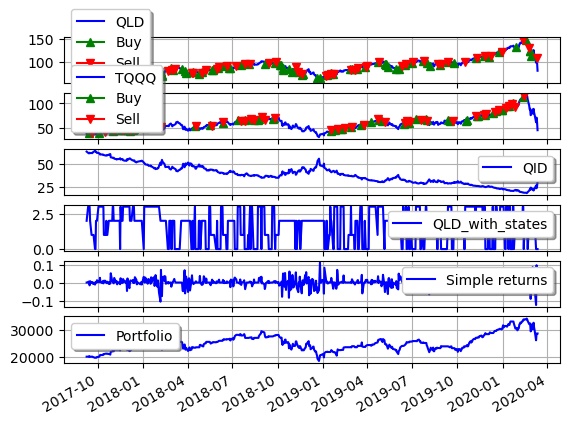 QLD
Buy
Sell
150
100
TQQQ
Buy
Sell
100
50
QID
50
25
QLD_with_states
2.5
0.0
Simple returns
0.1
0.0
−0.1
Portfolio
30000
20000
2017-10 2018-01 2018-04 2018-07 2018-10 2019-01 2019-04 2019-07 2019-10 2020-01 2020-04